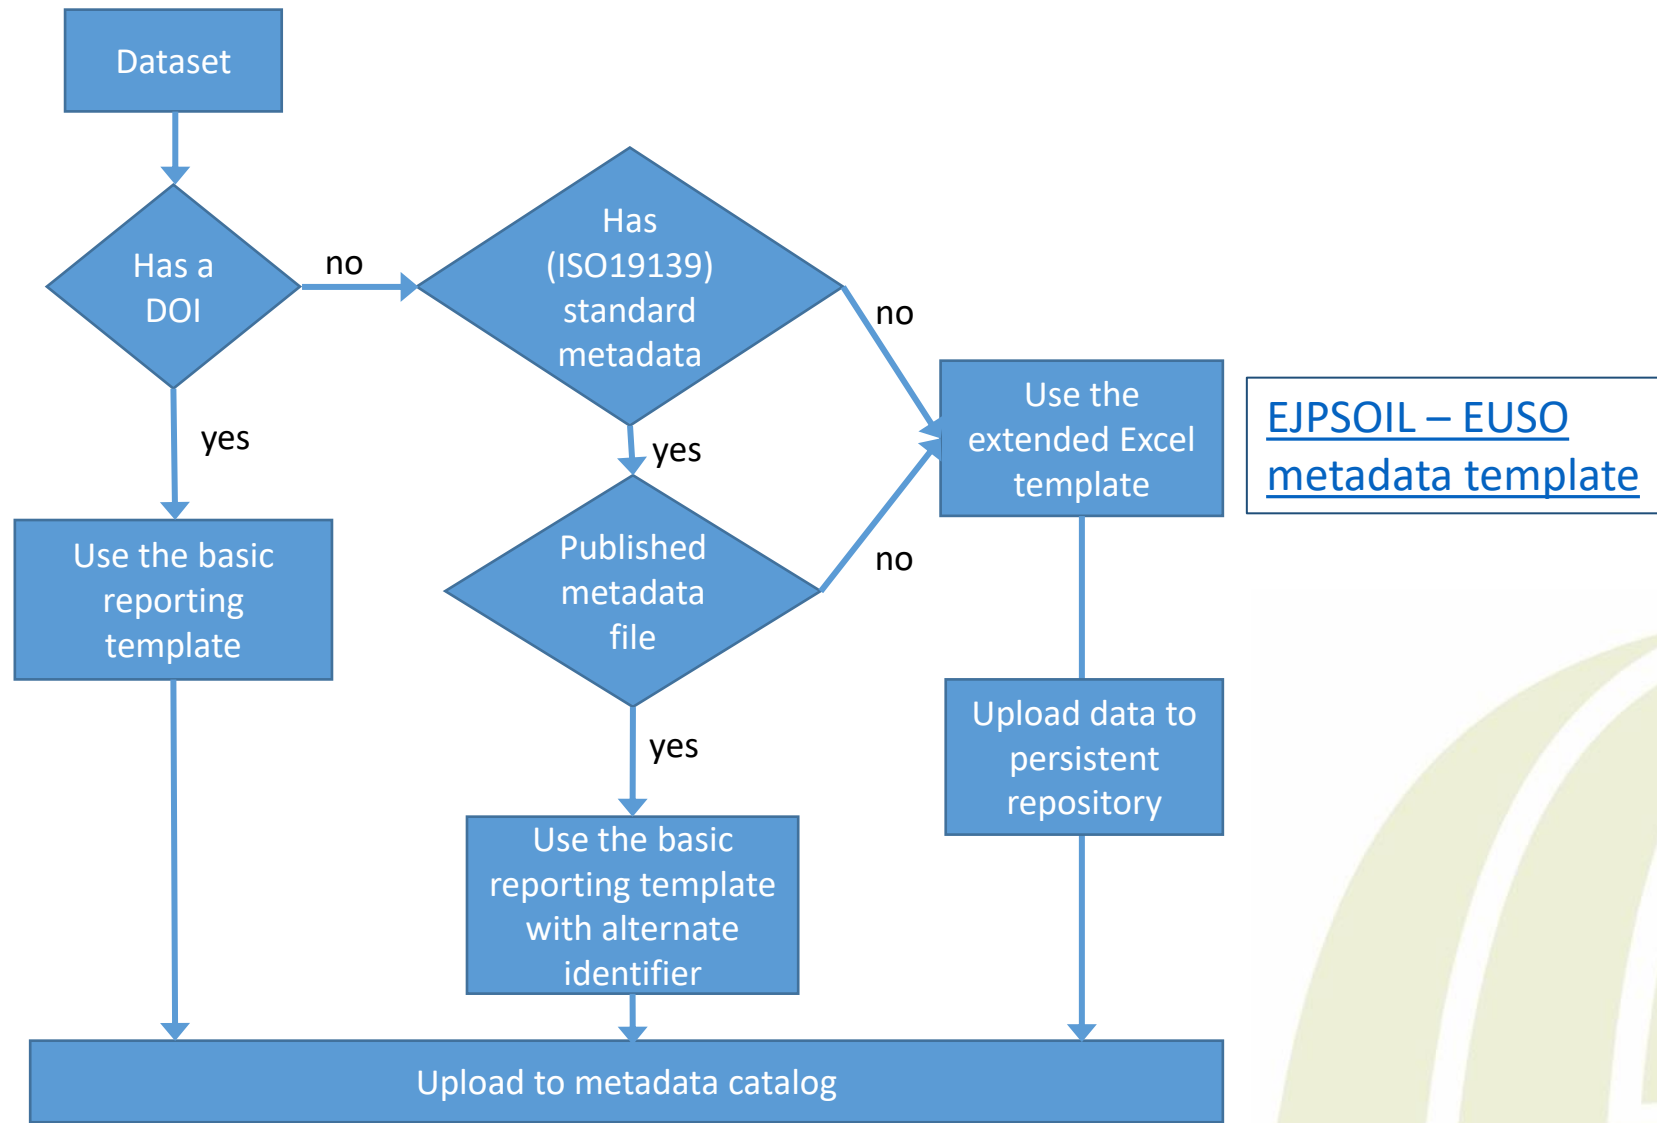 Dataset
Has a
DOI
no
Has
(ISO19139)
standard
metadata
no
yes
yes
Use the
extended Excel
template
EJPSOIL – EUSO
metadata template
Use the basic
reporting
template
Published
metadata
file
no
yes
Upload data to
persistent
repository
Use the basic
reporting template
with alternate
identifier
Upload to metadata catalog